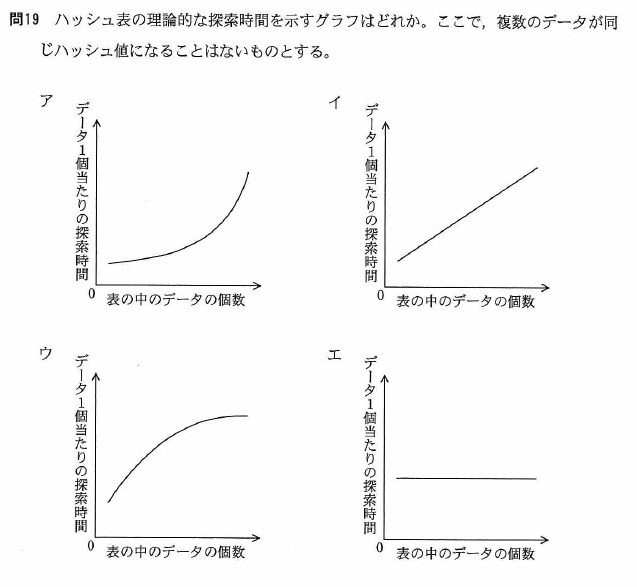 問19 ハッシュ表の理論的な探索時間を示すグラフはどれか。ここで，複数のデータが同
じハッシュ値になることはないものとする。
ア
データ1個当たりの探索時間
0
表の中のデータの個数
イ
データ1個当たりの探索時間
0
表の中のデータの個数
ウ
データ1個当たりの探索時間
0
表の中のデータの個数
エ
データ1個当たりの探索時間
0
表の中のデータの個数